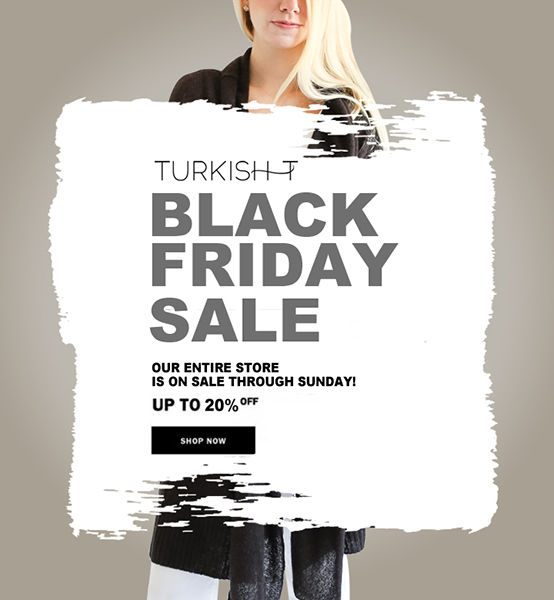 TURKISH-T
BLACK
FRIDAY
SALE
OUR ENTIRE STORE
IS ON SALE THROUGH SUNDAY!
UP TO 20% OFF
SHOP NOW